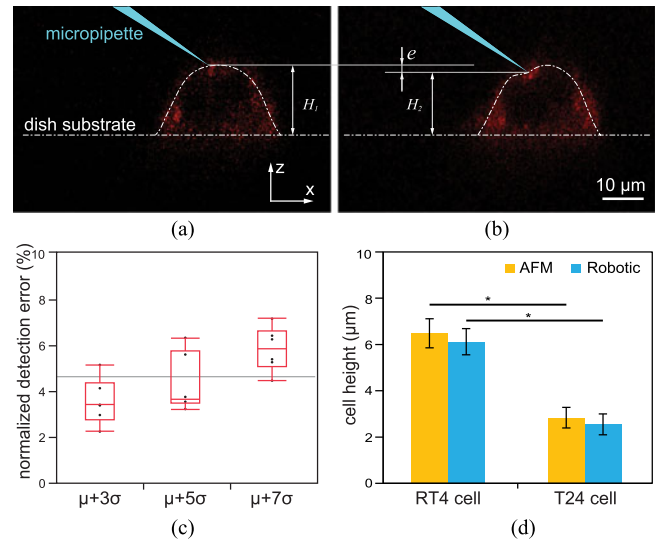 micropipette
dish substrate
H₁
z
x
e
H₂
10 μm
(a)
(b)
normalized detection error (%)
10
8
6
4
2
0
μ+3σ
μ+5σ
μ+7σ
(c)
cell height (μm)
10
8
6
4
2
0
AFM
Robotic
*
*
RT4 cell
T24 cell
(d)